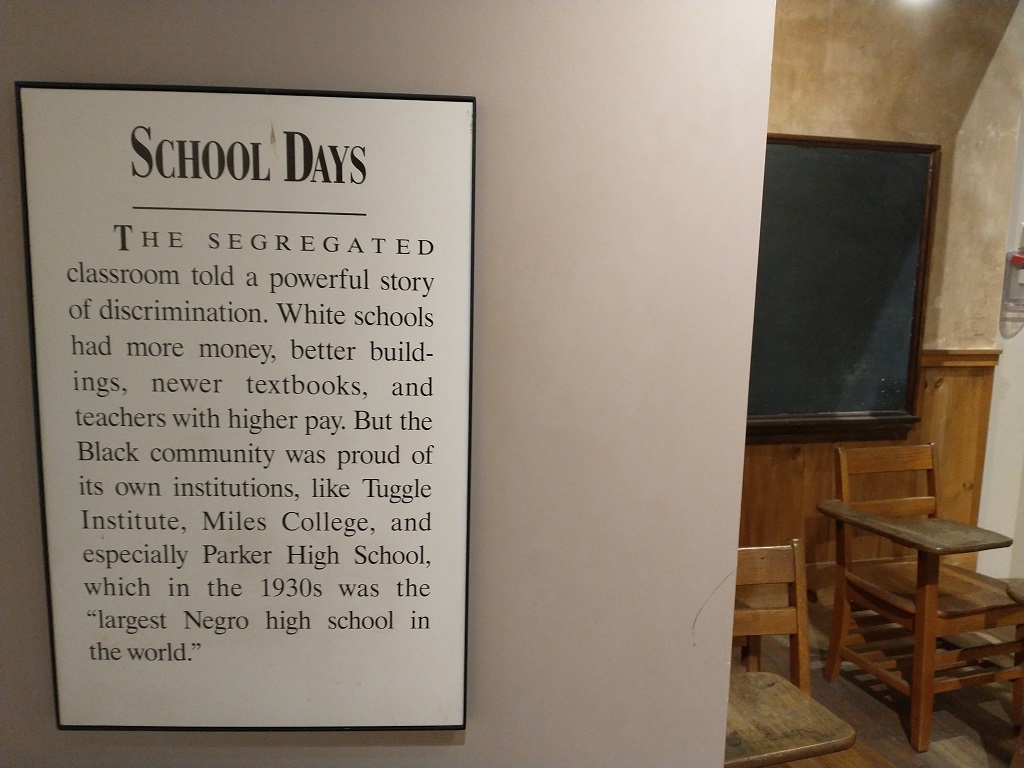 SCHOOL DAYS
THE SEGREGATED
classroom told a powerful story
of discrimination. White schools
had more money, better build-
ings, newer textbooks, and
teachers with higher pay. But the
Black community was proud of
its own institutions, like Tuggle
Institute, Miles College, and
especially Parker High School,
which in the 1930s was the
“largest Negro high school in
the world.”